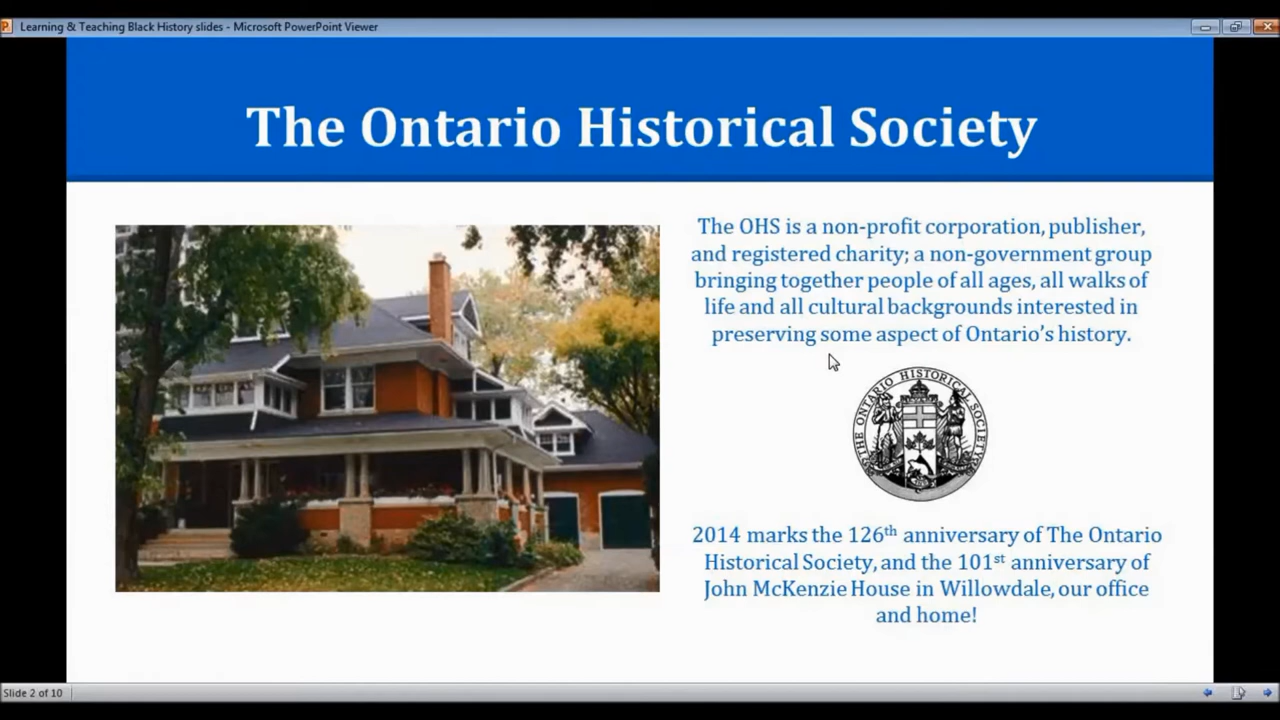 Learning & Teaching Black History slides - Microsoft PowerPoint Viewer
The Ontario Historical Society
The OHS is a non-profit corporation, publisher,
and registered charity; a non-government group
bringing together people of all ages, all walks of
life and all cultural backgrounds interested in
preserving some aspect of Ontario’s history.
THE ONTARIO HISTORICAL SOCIETY
2014 marks the 126th anniversary of The Ontario
Historical Society, and the 101st anniversary of
John McKenzie House in Willowdale, our office
and home!
Slide 2 of 10